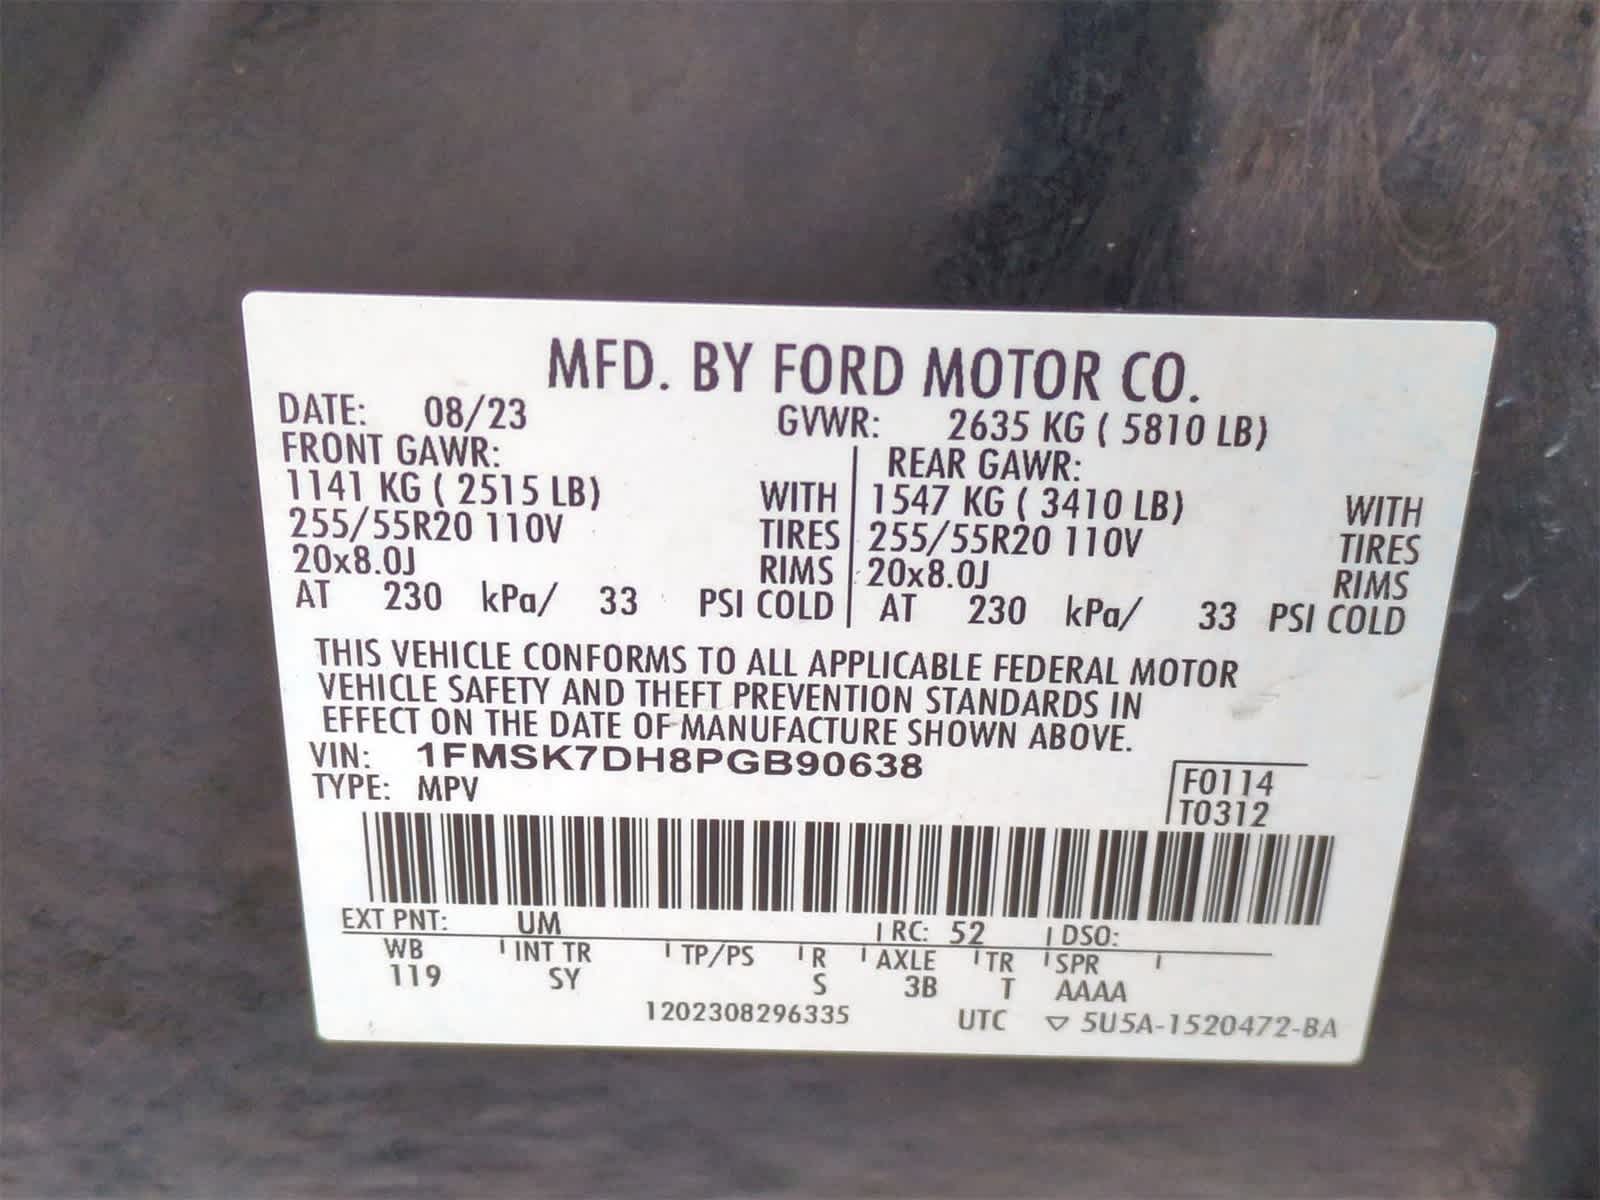 MFD. BY FORD MOTOR CO.
DATE: 08/23 GVWR: 2635 KG ( 5810 LB)
FRONT GAWR: REAR GAWR:
1141 KG ( 2515 LB) WITH 1547 KG ( 3410 LB) WITH
255/55R20 110V TIRES 255/55R20 110V TIRES
20x8.0J RIMS 20x8.0J RIMS
AT 230 kPa/ 33 PSI COLD AT 230 kPa/ 33 PSI COLD
THIS VEHICLE CONFORMS TO ALL APPLICABLE FEDERAL MOTOR
VEHICLE SAFETY AND THEFT PREVENTION STANDARDS IN
EFFECT ON THE DATE OF MANUFACTURE SHOWN ABOVE.
VIN: 1FMSK7DH8PGB90638
TYPE: MPV
F0114
T0312
EXT PNT: UM RC: 52 DSO:
WB INT TR TP/PS R AXLE TR SPR
119 SY S 3B T AAAA
1202308296335 UTC ▽ 5U5A-1520472-BA